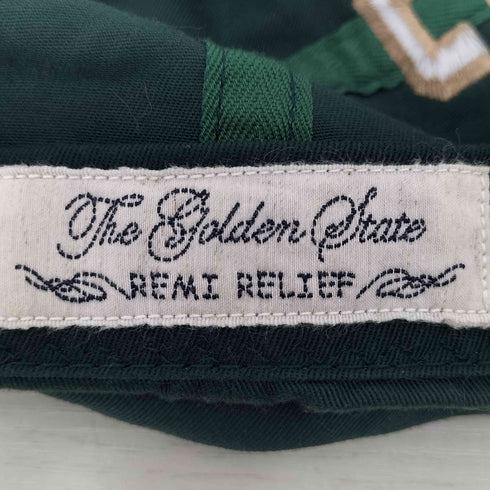 The Golden State
REMI RELIEF